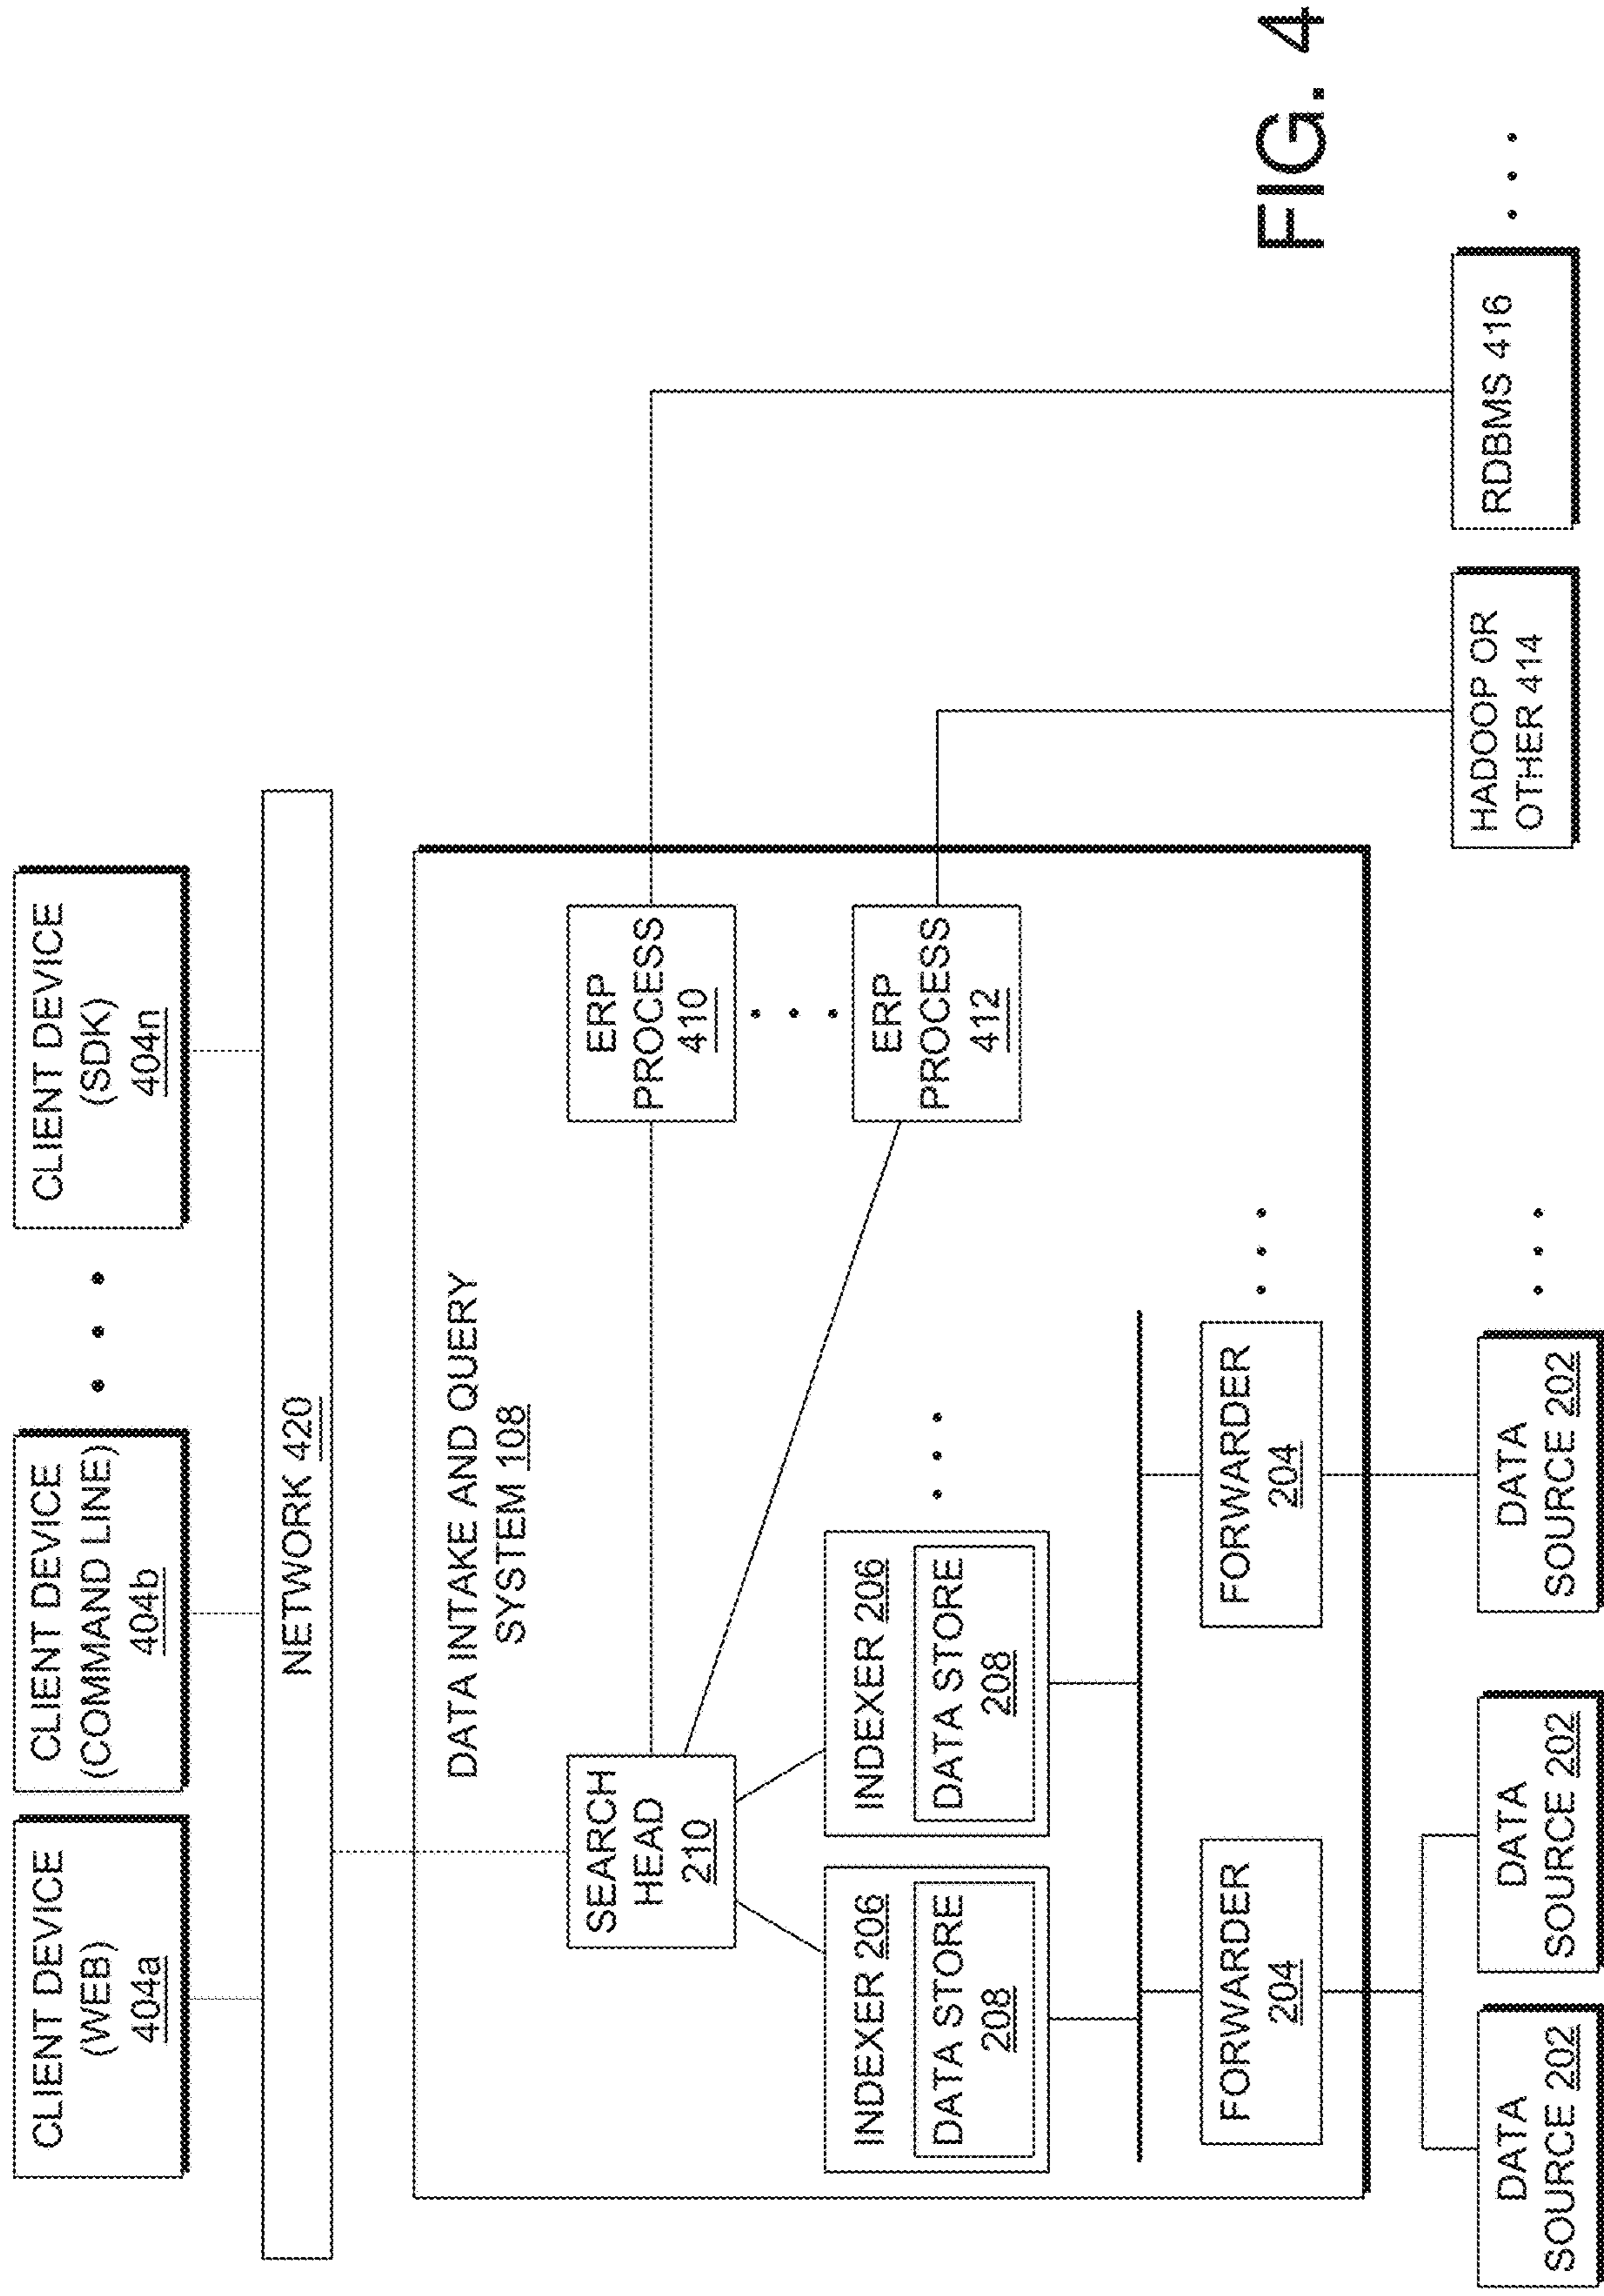 CLIENT DEVICE
(WEB)
404a
CLIENT DEVICE
(COMMAND LINE)
404b
CLIENT DEVICE
(SDK)
404n
NETWORK 420
DATA INTAKE AND QUERY
SYSTEM 108
SEARCH
HEAD
210
ERP
PROCESS
410
ERP
PROCESS
412
INDEXER 206
DATA STORE
208
INDEXER 206
DATA STORE
208
FORWARDER
204
FORWARDER
204
DATA
SOURCE 202
DATA
SOURCE 202
DATA
SOURCE 202
HADOOP OR
OTHER 414
RDBMS 416
FIG. 4